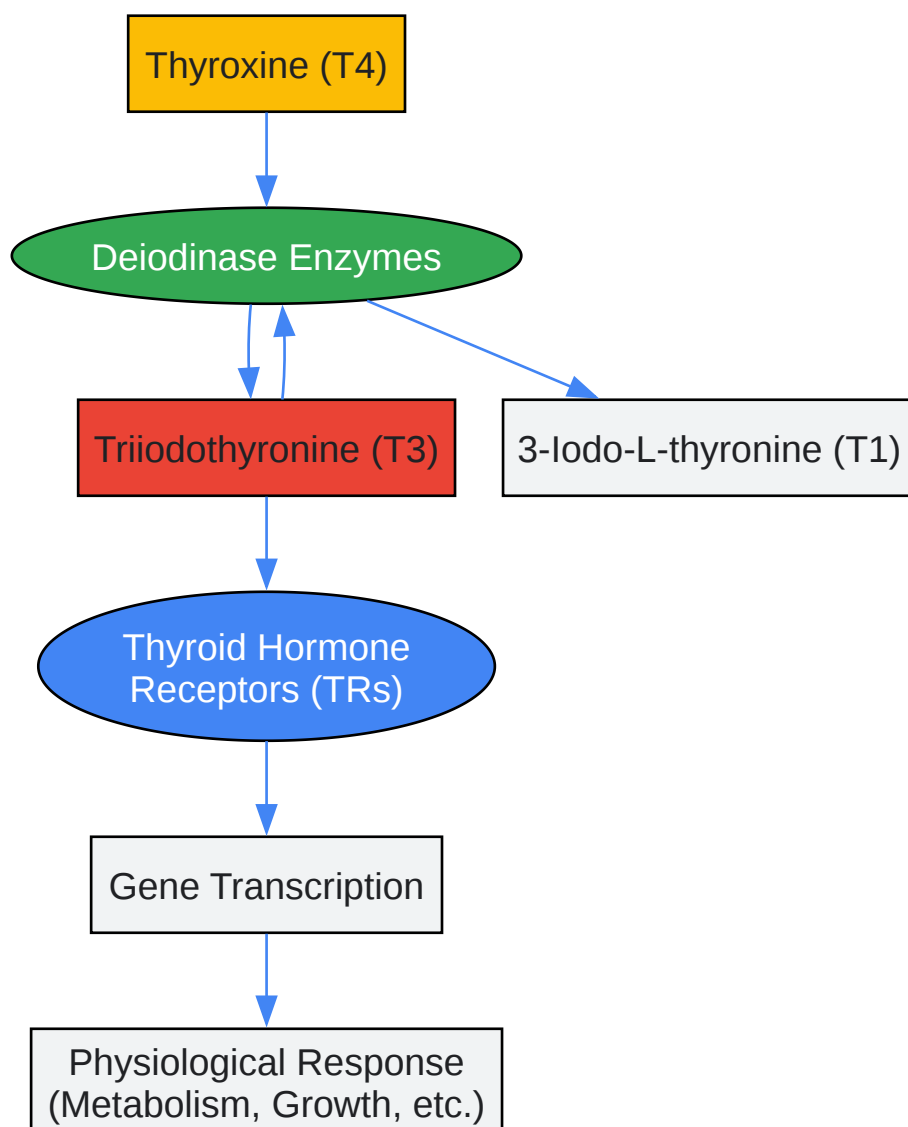 Thyroxine (T4)
Deiodinase Enzymes
Triiodothyronine (T3)
3-Iodo-L-thyronine (T1)
Thyroid Hormone
Receptors (TRs)
Gene Transcription
Physiological Response
(Metabolism, Growth, etc.)